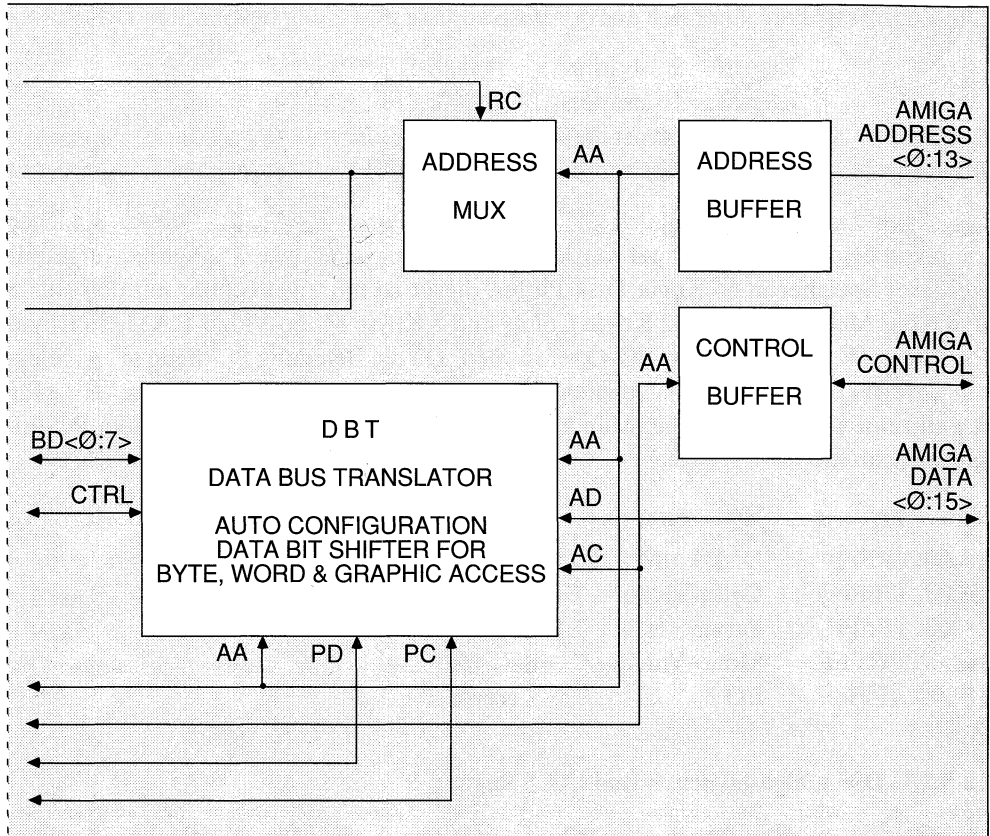 RC
AMIGA
ADDRESS
<Ø:13>
ADDRESS
MUX
AA
ADDRESS
BUFFER
CONTROL
BUFFER
AA
AMIGA
CONTROL
D B T
DATA BUS TRANSLATOR
AUTO CONFIGURATION
DATA BIT SHIFTER FOR
BYTE, WORD & GRAPHIC ACCESS
BD<Ø:7>
CTRL
AA
AD
AC
AMIGA
DATA
<Ø:15>
AA
PD
PC